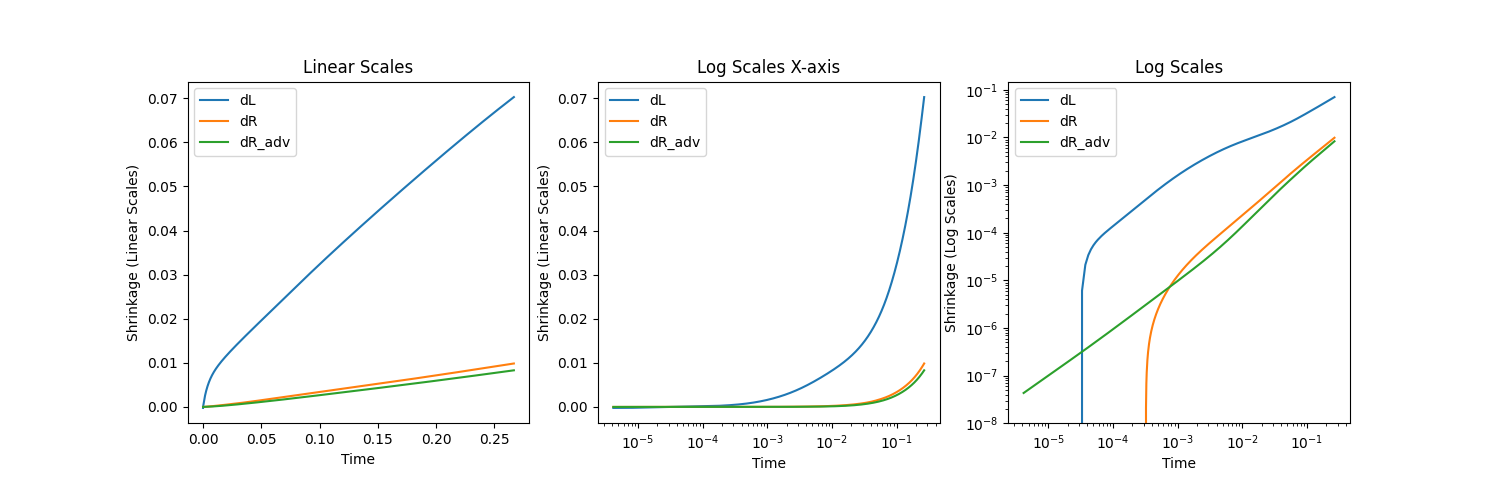 Linear Scales
Shrinkage (Linear Scales)
0.07
0.06
0.05
0.04
0.03
0.02
0.01
0.00
dL
dR
dR_adv
0.00 0.05 0.10 0.15 0.20 0.25
Time
Log Scales X-axis
Shrinkage (Linear Scales)
0.07
0.06
0.05
0.04
0.03
0.02
0.01
0.00
dL
dR
dR_adv
10⁻⁵ 10⁻⁴ 10⁻³ 10⁻² 10⁻¹
Time
Log Scales
Shrinkage (Log Scales)
10⁻¹
10⁻²
10⁻³
10⁻⁴
10⁻⁵
10⁻⁶
10⁻⁷
10⁻⁸
dL
dR
dR_adv
10⁻⁵ 10⁻⁴ 10⁻³ 10⁻² 10⁻¹
Time